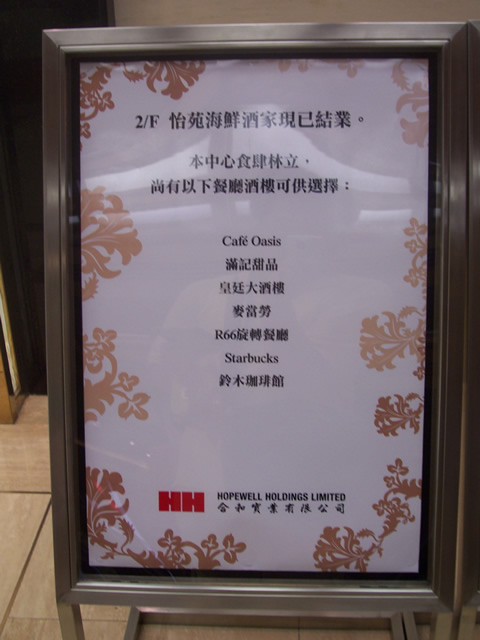 2/F 怡苑海鮮酒家現已結業。
本中心食肆林立，
尚有以下餐廳酒樓可供選擇：
Café Oasis
滿記甜品
皇廷大酒樓
麥當勞
R66旋轉餐廳
Starbucks
鈴木珈琲館
HH HOPEWELL HOLDINGS LIMITED
合和實業有限公司